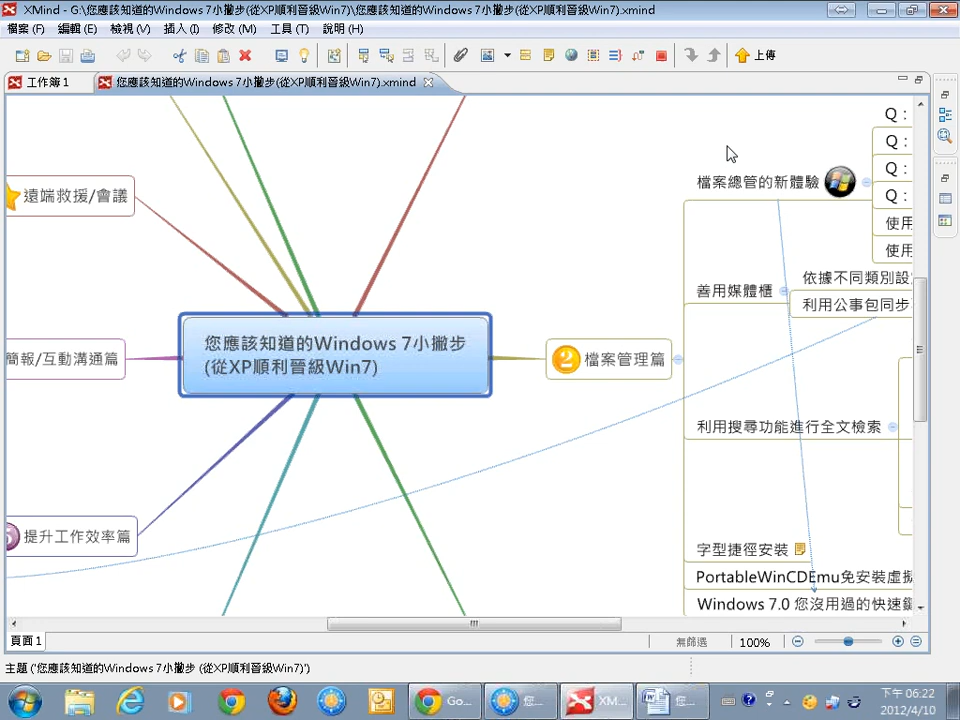 XMind - G:\您應該知道的Windows 7小撇步(從XP順利晉級Win7)\您應該知道的Windows 7小撇步(從XP順利晉級Win7).xmind
檔案 (F) 編輯 (E) 檢視 (V) 插入 (I) 修改 (M) 工具 (T) 說明 (H)
上傳
工作簿 1
您應該知道的Windows 7小撇步(從XP順利晉級Win7).xmind
Q：
Q：
Q：
Q：
使用
使用
檔案總管的新體驗
遠端救援/會議
善用媒體櫃
依據不同類別設
利用公事包同步
您應該知道的Windows 7小撇步
(從XP順利晉級Win7)
簡報/互動溝通篇
2 檔案管理篇
利用搜尋功能進行全文檢索
提升工作效率篇
字型捷徑安裝
PortableWinCDEmu免安裝虛擬
Windows 7.0 您沒用過的快速鍵
頁面 1
無篩選
100%
主題 ('您應該知道的Windows 7小撇步 (從XP順利晉級Win7)')
Go...
您...
XM...
您...
下午 06:22
2012/4/10